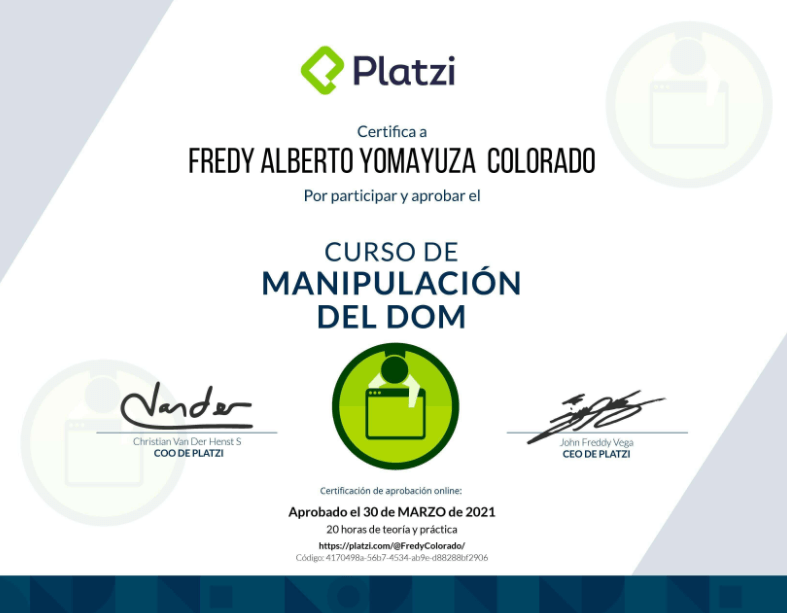 Platzi
Certifica a
FREDY ALBERTO YOMAYUZA COLORADO
Por participar y aprobar el
CURSO DE
MANIPULACIÓN
DEL DOM
Vander
Christian Van Der Henst S
COO DE PLATZI
John Freddy Vega
CEO DE PLATZI
Certificación de aprobación online:
Aprobado el 30 de MARZO de 2021
20 horas de teoría y práctica
https://platzi.com/@FredyColorado/
Código: 4170498a-56b7-4534-ab9e-d88288bf2906